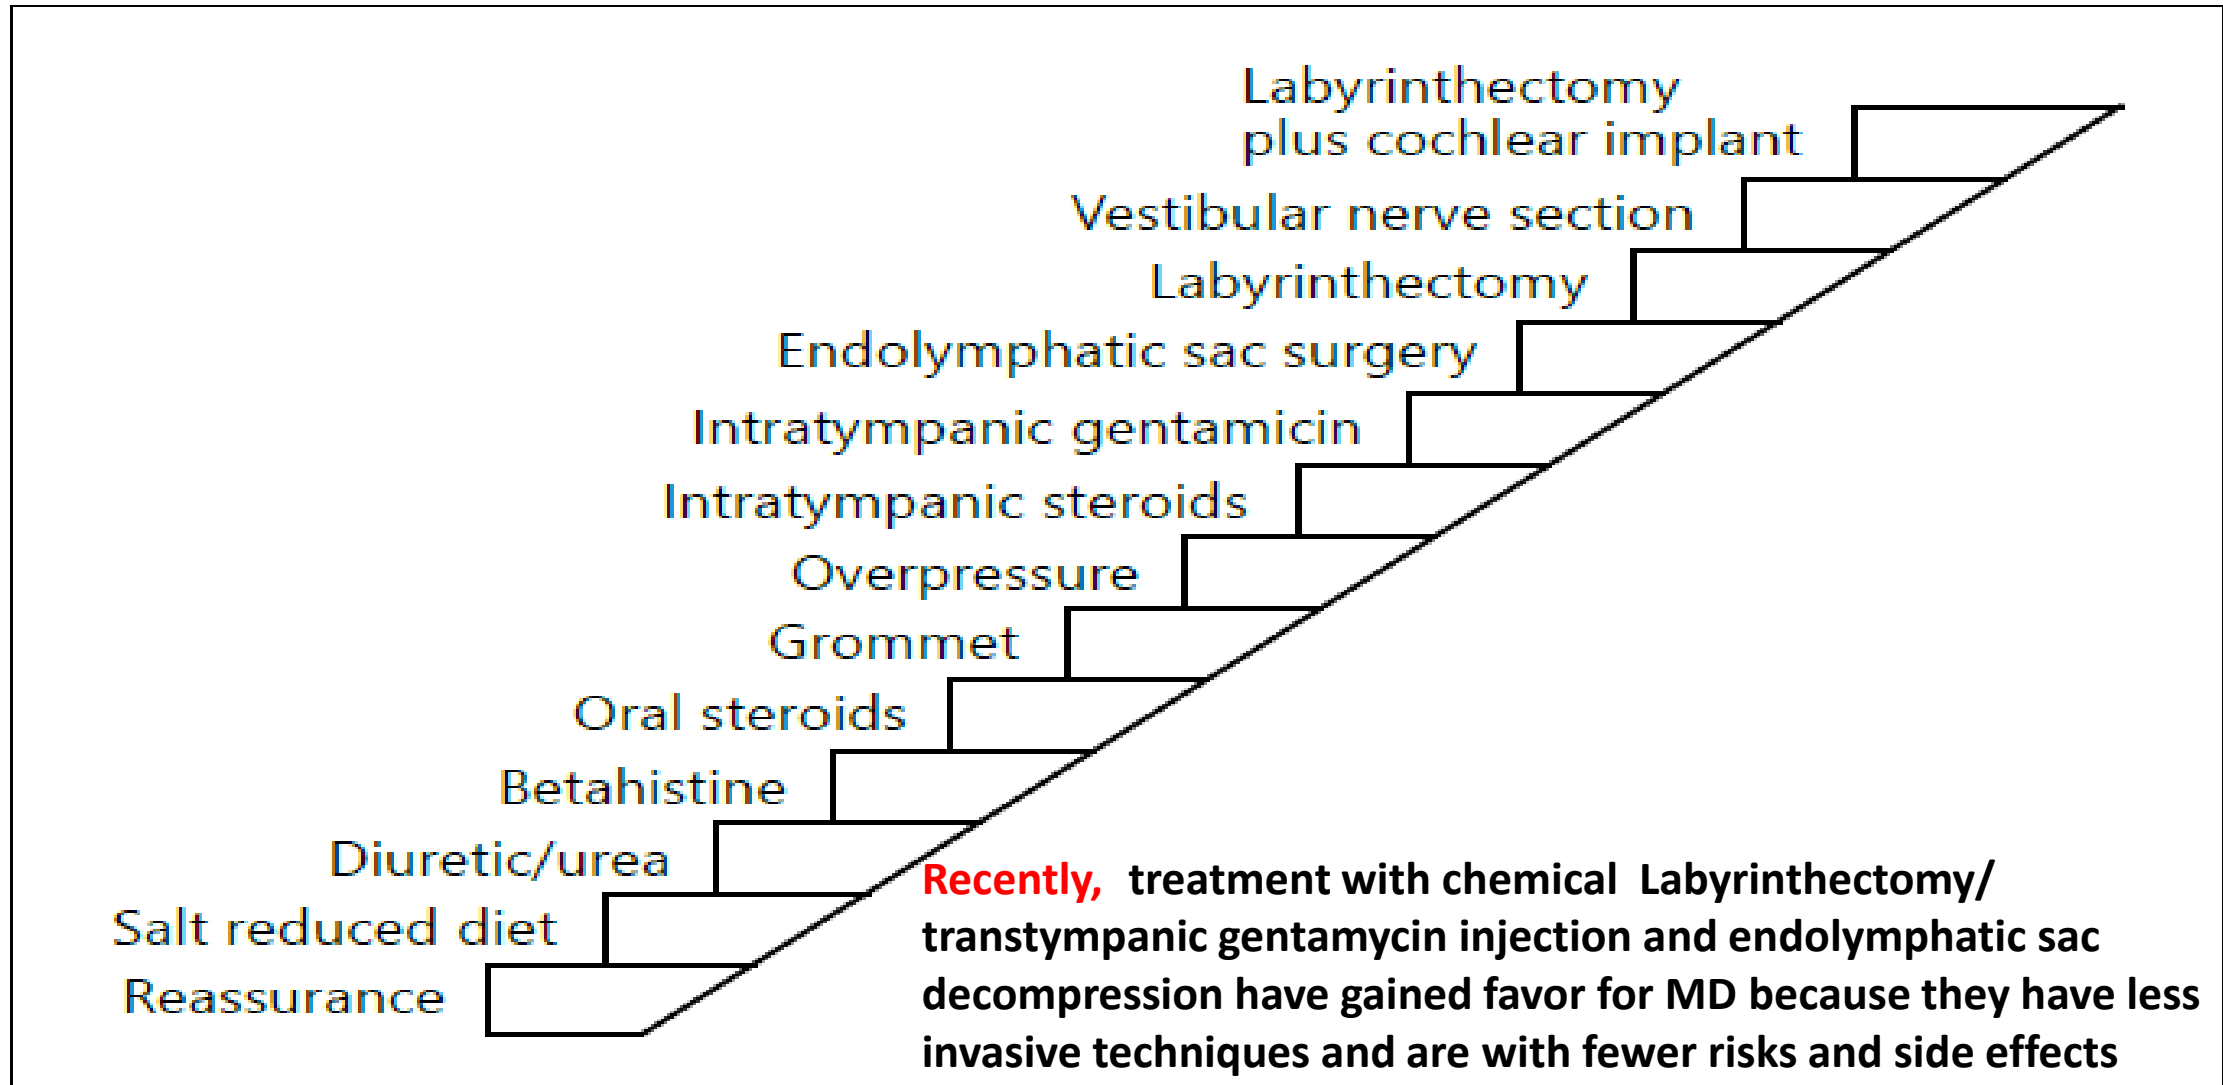 Labyrinthectomy
plus cochlear implant
Vestibular nerve section
Labyrinthectomy
Endolymphatic sac surgery
Intratympanic gentamicin
Intratympanic steroids
Overpressure
Grommet
Oral steroids
Betahistine
Diuretic/urea
Salt reduced diet
Reassurance
Recently, treatment with chemical Labyrinthectomy/
transtympanic gentamycin injection and endolymphatic sac
decompression have gained favor for MD because they have less
invasive techniques and are with fewer risks and side effects